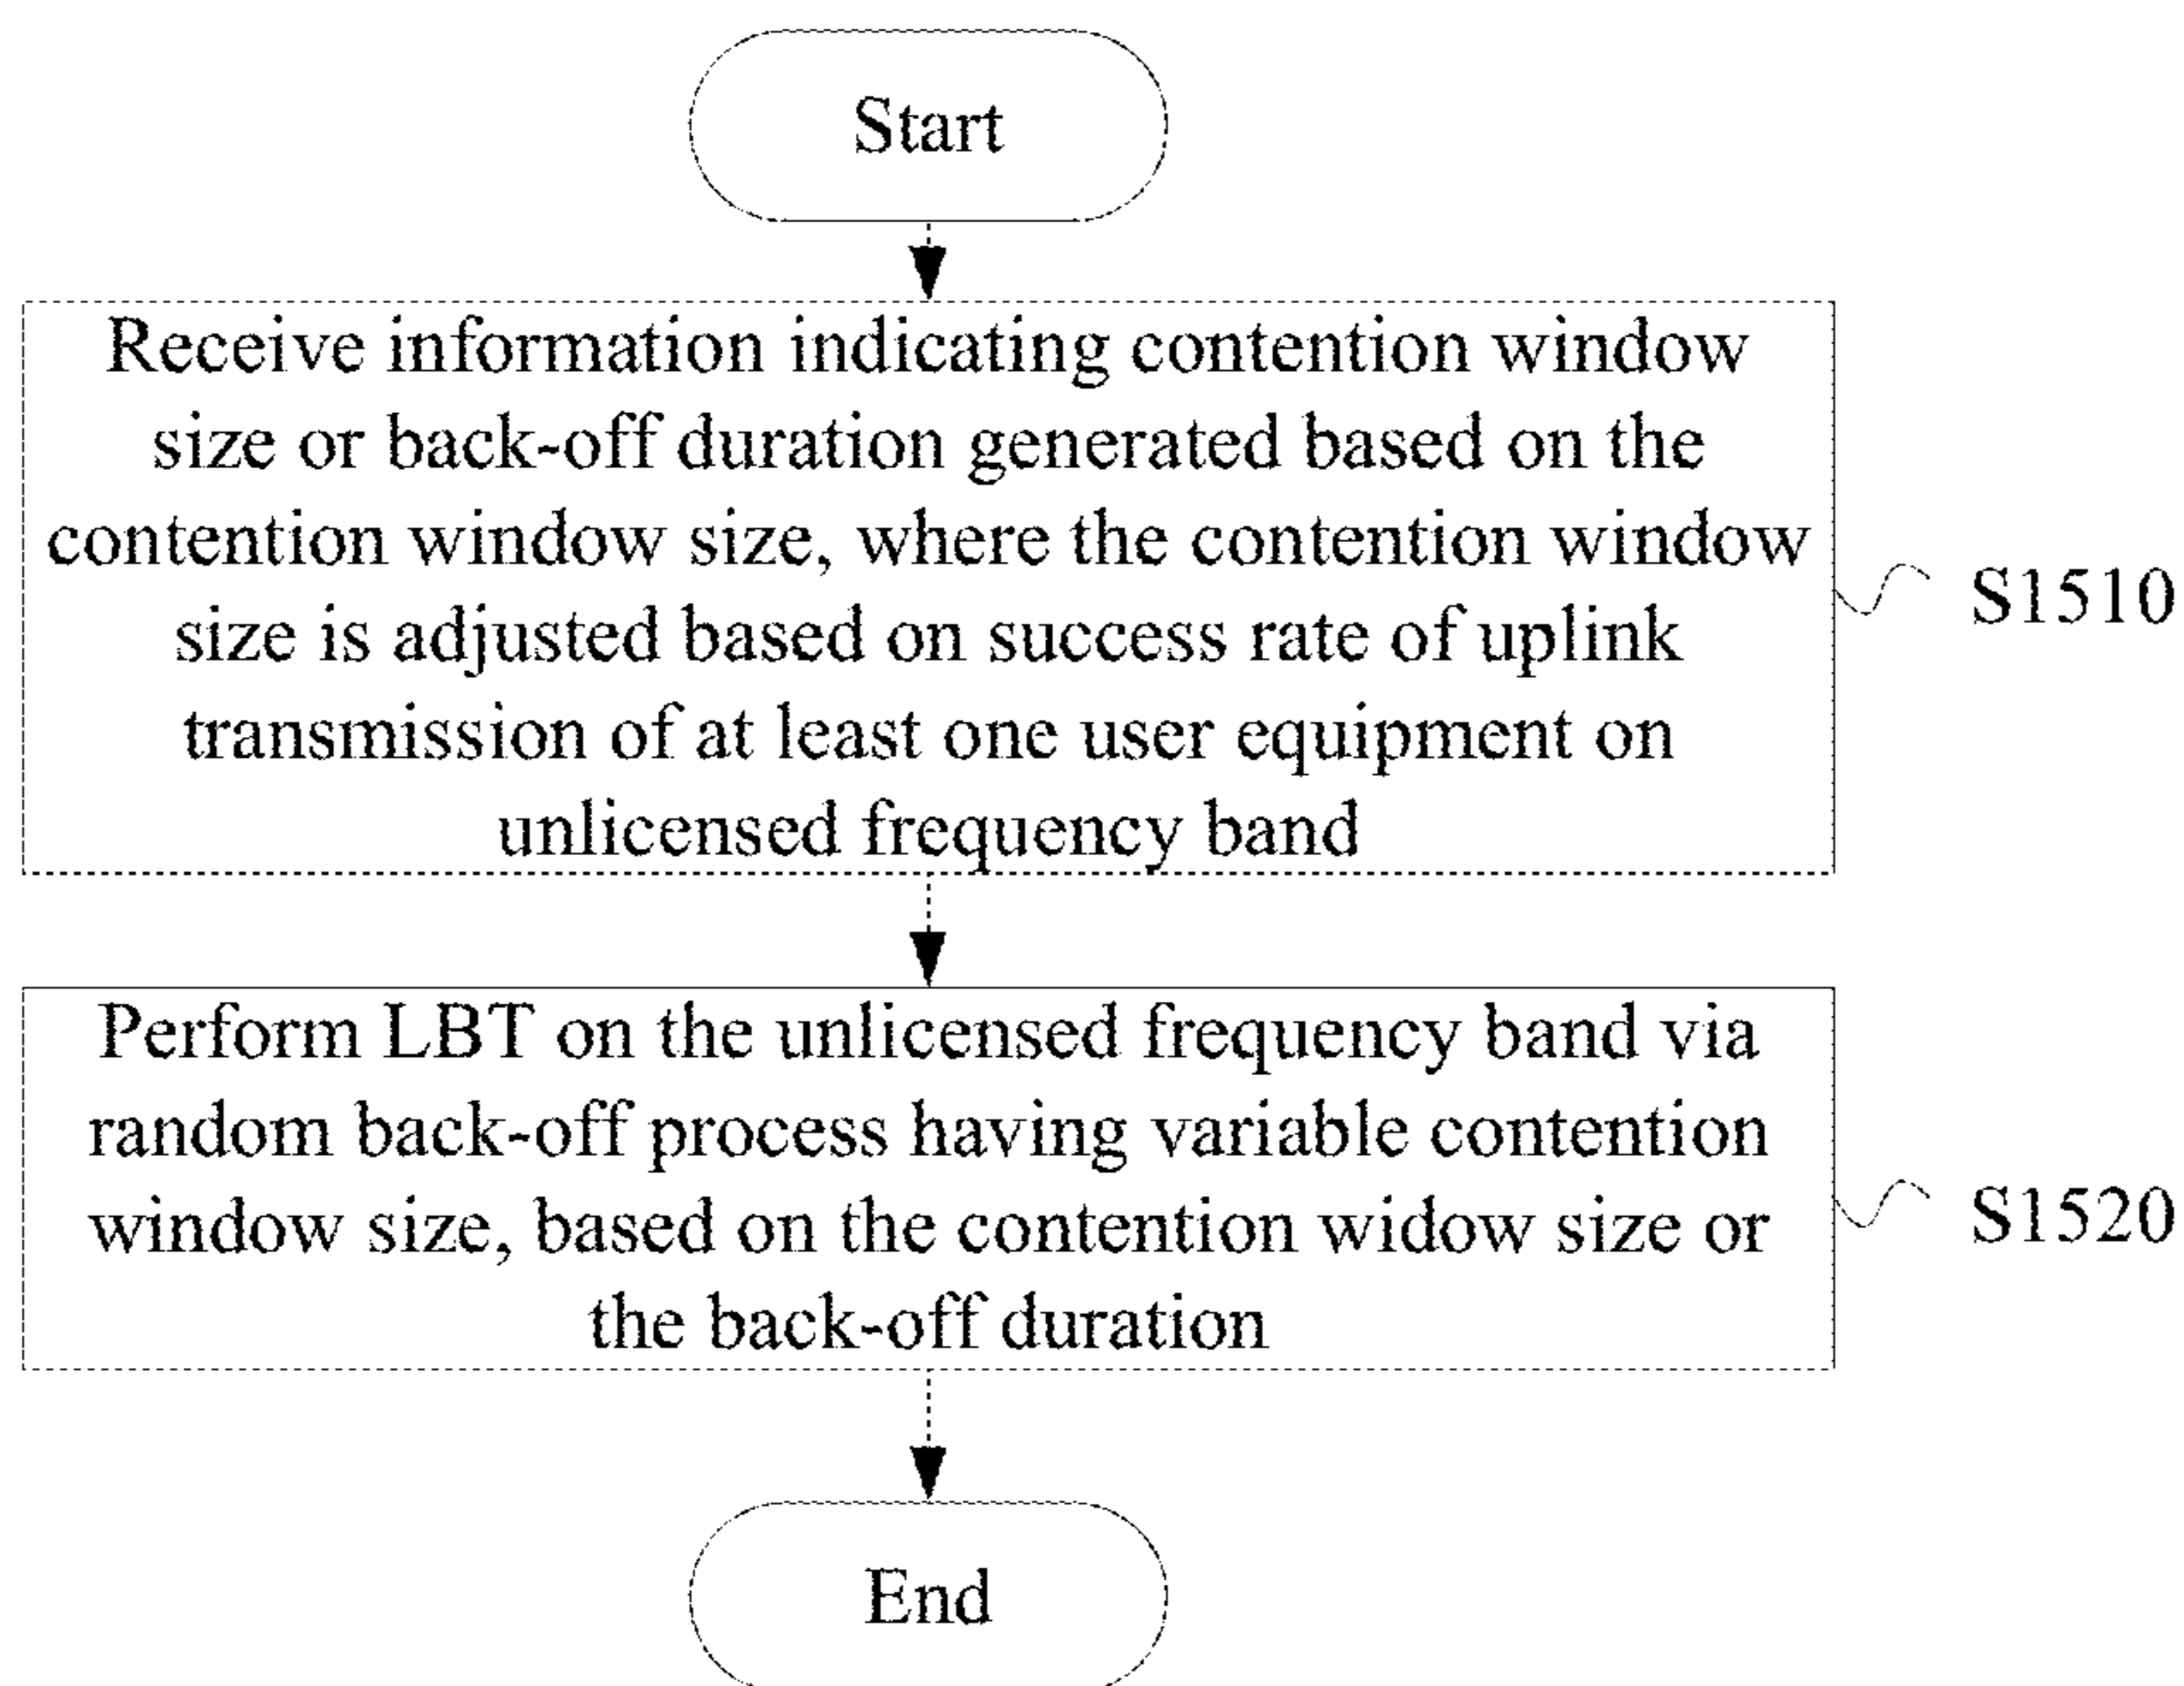 Start
Receive information indicating contention window
size or back-off duration generated based on the
contention window size, where the contention window
size is adjusted based on success rate of uplink
transmission of at least one user equipment on
unlicensed frequency band
S1510
Perform LBT on the unlicensed frequency band via
random back-off process having variable contention
window size, based on the contention widow size or
the back-off duration
S1520
End